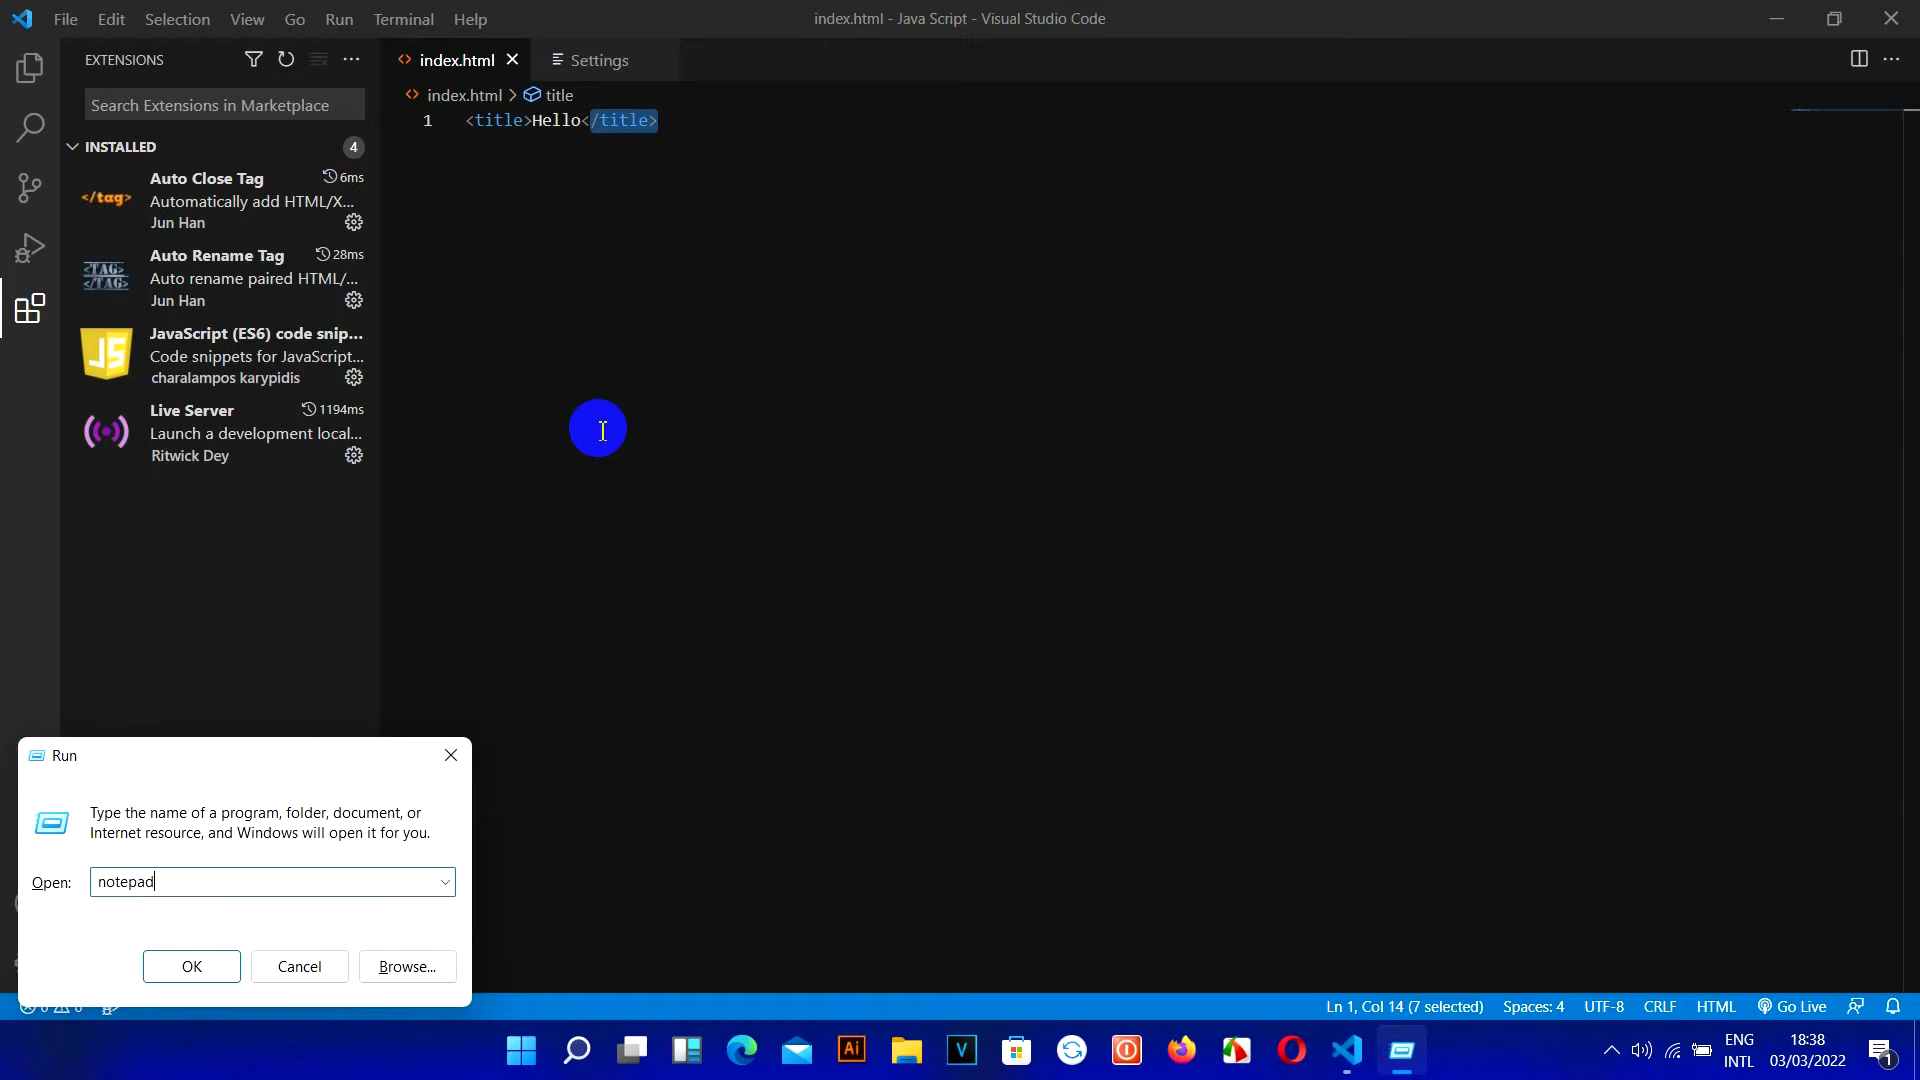 File Edit Selection View Go Run Terminal Help
index.html - Java Script - Visual Studio Code
EXTENSIONS
Search Extensions in Marketplace
INSTALLED 4
</tag>
Auto Close Tag 6ms
Automatically add HTML/X...
Jun Han
<TAG>
</TAG>
Auto Rename Tag 28ms
Auto rename paired HTML/...
Jun Han
JS
JavaScript (ES6) code snip...
Code snippets for JavaScript...
charalampos karypidis
Live Server 1194ms
Launch a development local...
Ritwick Dey
index.html Settings
index.html > title
1 <title>Hello</title>
Run
Type the name of a program, folder, document, or
Internet resource, and Windows will open it for you.
Open: notepad
OK Cancel Browse...
Ln 1, Col 14 (7 selected) Spaces: 4 UTF-8 CRLF HTML Go Live
Ai
V
ENG
INTL
18:38
03/03/2022
1